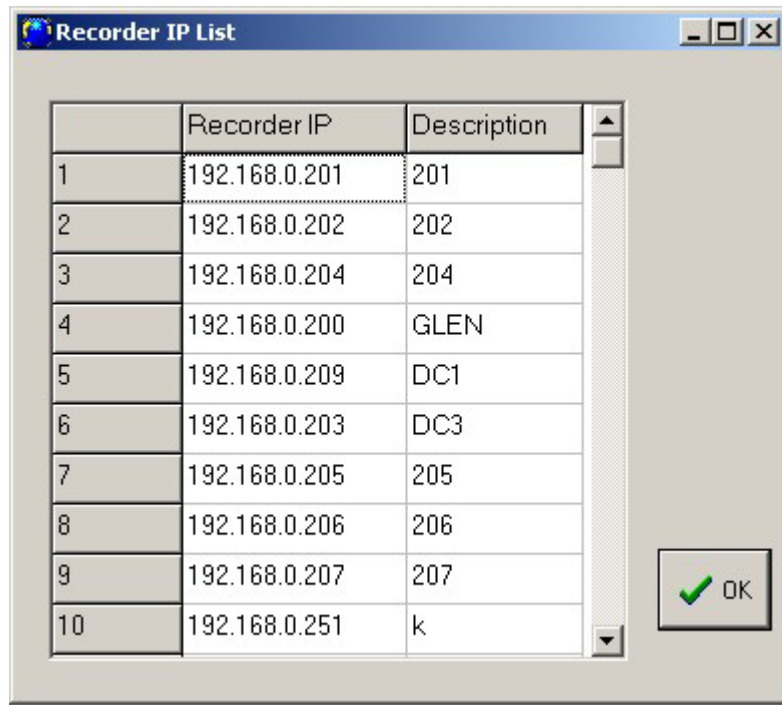 Recorder IP List
Recorder IP Description
1 192.168.0.201 201
2 192.168.0.202 202
3 192.168.0.204 204
4 192.168.0.200 GLEN
5 192.168.0.209 DC1
6 192.168.0.203 DC3
7 192.168.0.205 205
8 192.168.0.206 206
9 192.168.0.207 207
10 192.168.0.251 k
OK